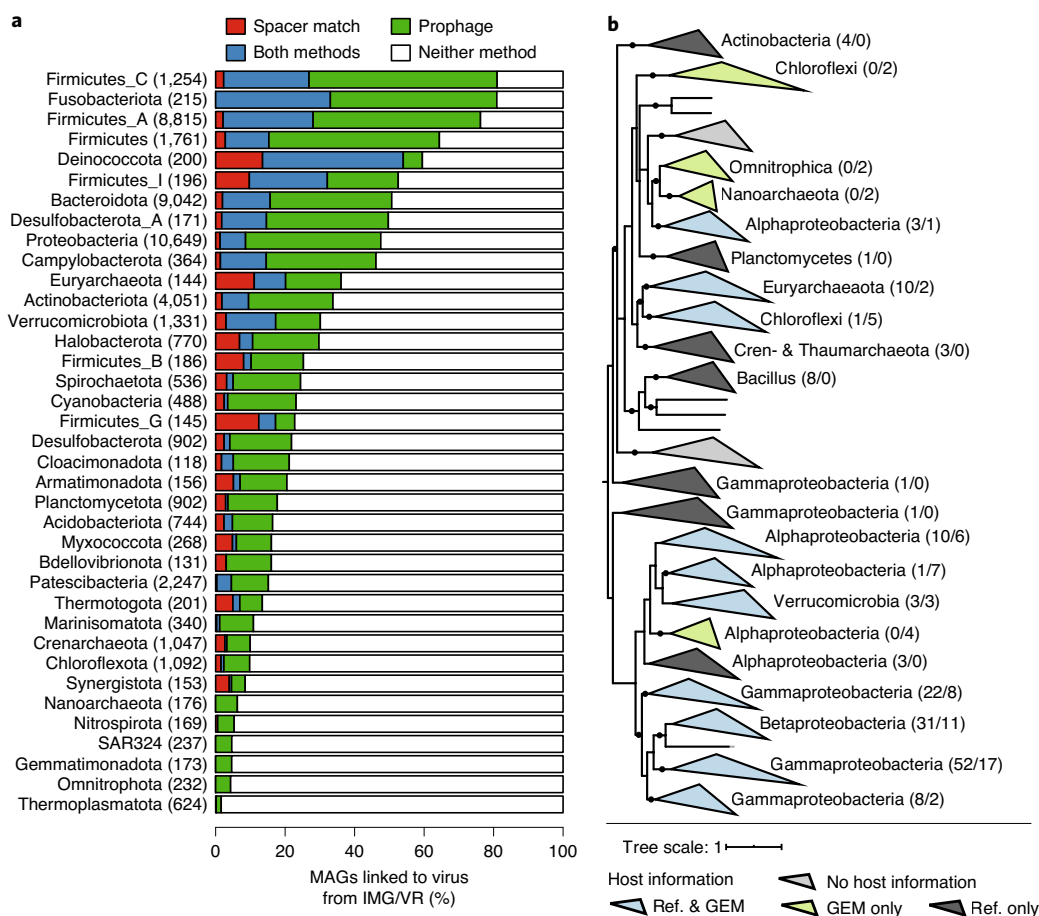 a
Spacer match
Prophage
Both methods
Neither method
Firmicutes_C (1,254)
Fusobacteriota (215)
Firmicutes_A (8,815)
Firmicutes (1,761)
Deinococcota (200)
Firmicutes_I (196)
Bacteroidota (9,042)
Desulfobacterota_A (171)
Proteobacteria (10,649)
Campylobacterota (364)
Euryarchaeota (144)
Actinobacteriota (4,051)
Verrucomicrobiota (1,331)
Halobacterota (770)
Firmicutes_B (186)
Spirochaetota (536)
Cyanobacteria (488)
Firmicutes_G (145)
Desulfobacterota (902)
Cloacimonadota (118)
Armatimonadota (156)
Planctomycetota (902)
Acidobacteriota (744)
Myxococcota (268)
Bdellovibrionota (131)
Patescibacteria (2,247)
Thermotogota (201)
Marinisomatota (340)
Crenarchaeota (1,047)
Chloroflexota (1,092)
Synergistota (153)
Nanoarchaeota (176)
Nitrospirota (169)
SAR324 (237)
Gemmatimonadota (173)
Omnitrophota (232)
Thermoplasmatota (624)
0 20 40 60 80 100
MAGs linked to virus
from IMG/VR (%)
b
Actinobacteria (4/0)
Chloroflexi (0/2)
Omnitrophica (0/2)
Nanoarchaeota (0/2)
Alphaproteobacteria (3/1)
Planctomycetes (1/0)
Euryarchaeaota (10/2)
Chloroflexi (1/5)
Cren- & Thaumarchaeota (3/0)
Bacillus (8/0)
Gammaproteobacteria (1/0)
Gammaproteobacteria (1/0)
Alphaproteobacteria (10/6)
Alphaproteobacteria (1/7)
Verrucomicrobia (3/3)
Alphaproteobacteria (0/4)
Alphaproteobacteria (3/0)
Gammaproteobacteria (22/8)
Betaproteobacteria (31/11)
Gammaproteobacteria (52/17)
Gammaproteobacteria (8/2)
Tree scale: 1
Host information
No host information
Ref. & GEM
GEM only
Ref. only